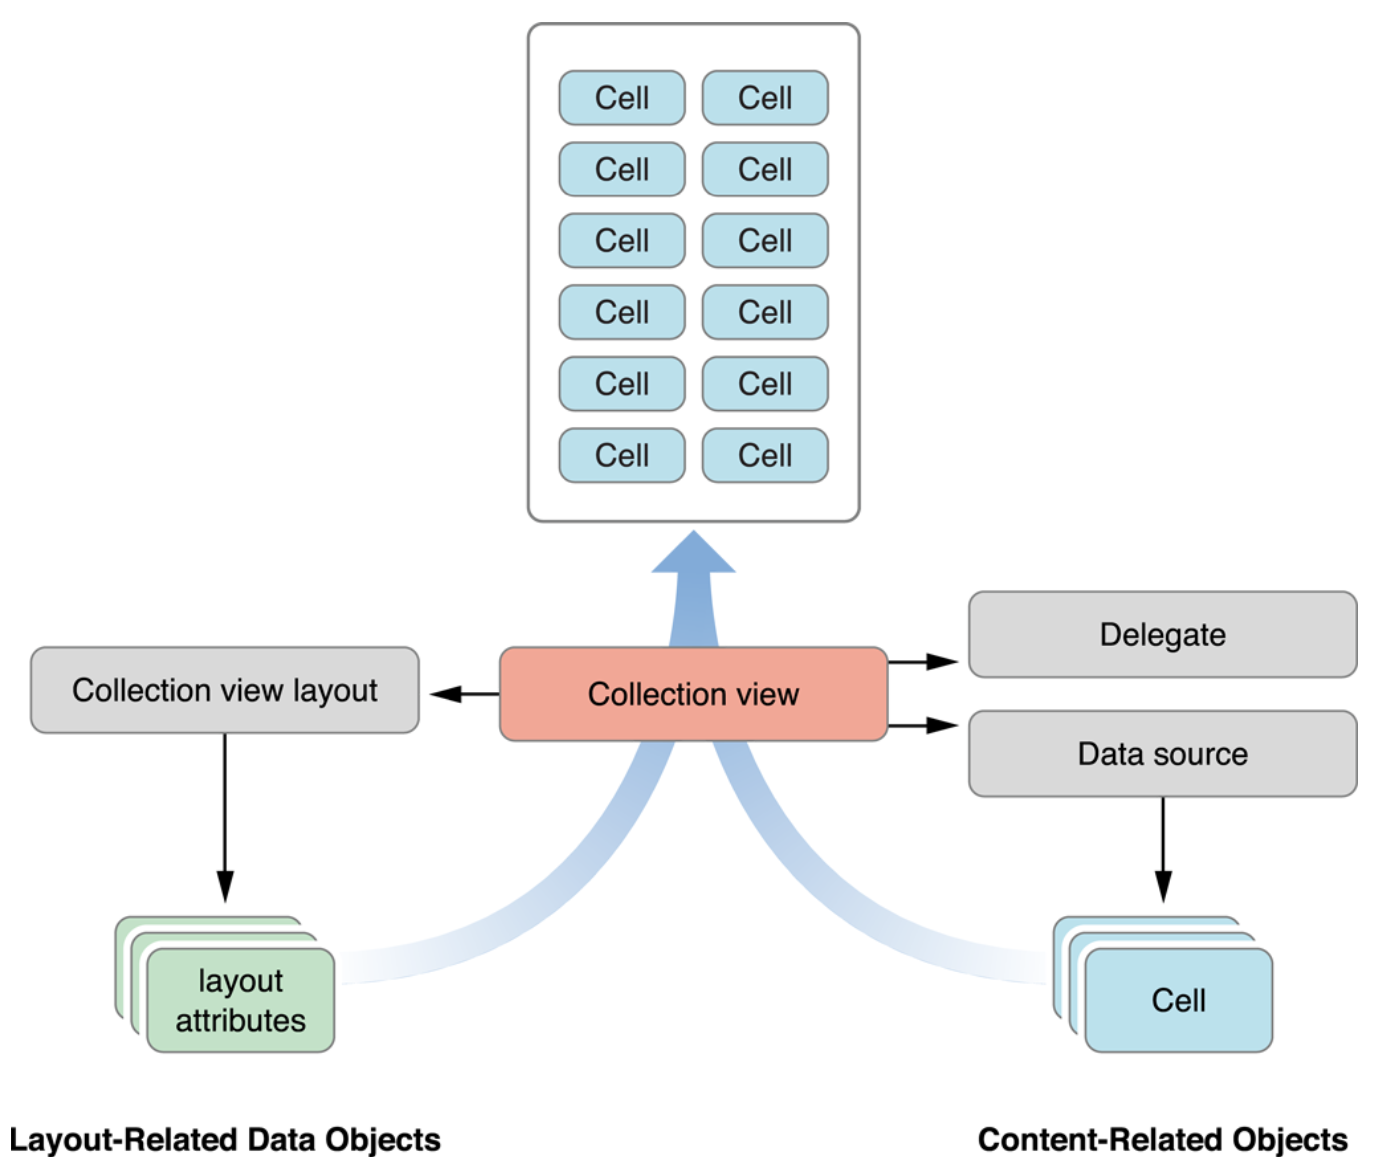 Cell Cell
Cell Cell
Cell Cell
Cell Cell
Cell Cell
Cell Cell
Delegate
Collection view layout
Collection view
Data source
layout
attributes
Cell
Layout-Related Data Objects
Content-Related Objects